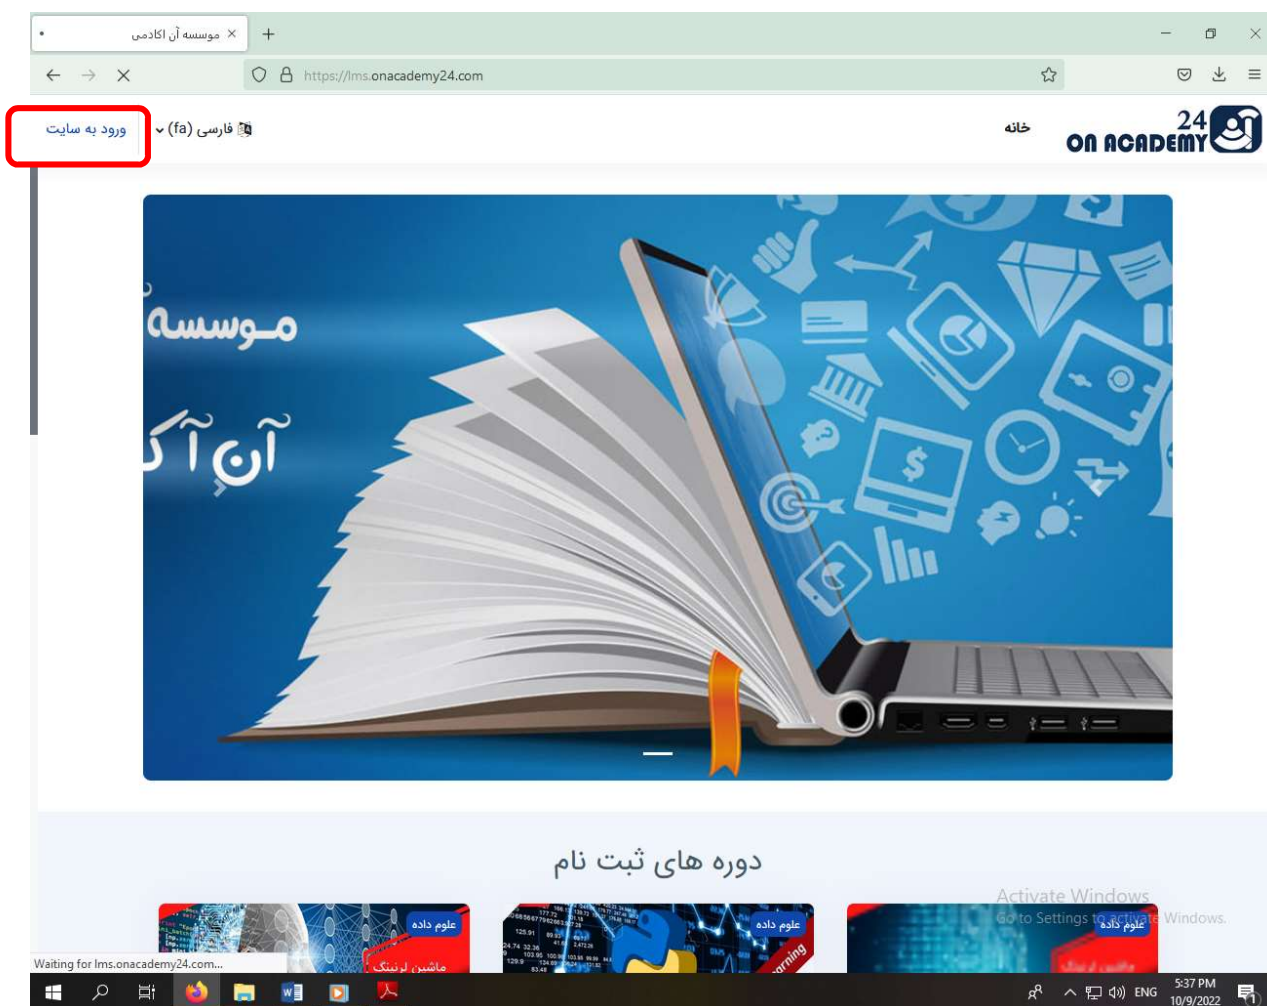 موسسه آن اکادمی
https://lms.onacademy24.com
24
ON ACADEMY
خانه
فارسی (fa)
ورود به سایت
موسسه
آنِ آ ک
دوره های ثبت نام
علوم داده
علوم داده
علوم داده
ماشین لرنینگ
Activate Windows
Go to Settings to activate Windows.
Waiting for lms.onacademy24.com...
ENG
5:37 PM
10/9/2022